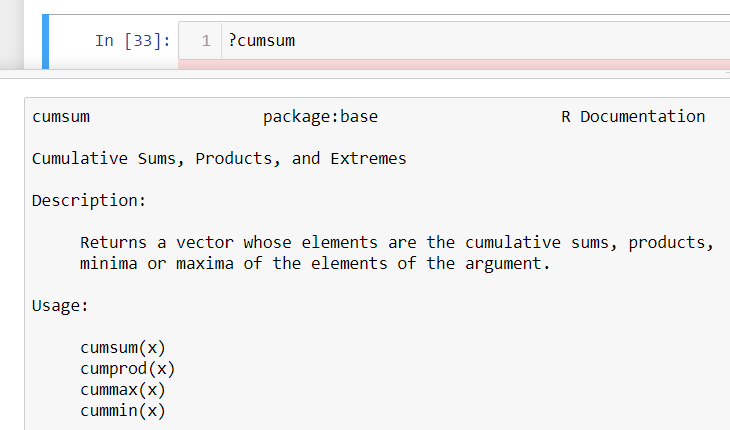 In [33]: 1 ?cumsum
cumsum package:base R Documentation
Cumulative Sums, Products, and Extremes
Description:
Returns a vector whose elements are the cumulative sums, products,
minima or maxima of the elements of the argument.
Usage:
cumsum(x)
cumprod(x)
cummax(x)
cummin(x)